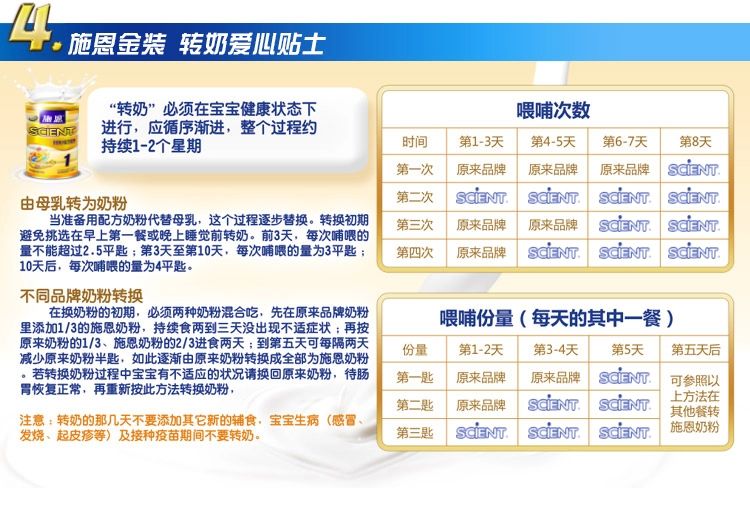 4. 施恩金装 转奶爱心贴士
施恩
SCIENT
1
“转奶”必须在宝宝健康状态下
进行，应循序渐进，整个过程约
持续1-2个星期
由母乳转为奶粉
当准备用配方奶粉代替母乳，这个过程逐步替换。转换初期
避免挑选在早上第一餐或晚上睡觉前转奶。前3天，每次哺喂的
量不能超过2.5平匙；第3天至第10天，每次哺喂的量为3平匙；
10天后，每次哺喂的量为4平匙。
不同品牌奶粉转换
在换奶粉的初期，必须两种奶粉混合吃，先在原来品牌奶粉
里添加1/3的施恩奶粉，持续食两到三天没出现不适症状；再按
原来奶粉的1/3、施恩奶粉的2/3进食两天；到第五天可每隔两天
减少原来奶粉半匙，如此逐渐由原来奶粉转换成全部为施恩奶粉
。若转换奶粉过程中宝宝有不适应的状况请换回原来奶粉，待肠
胃恢复正常，再重新按此方法转换奶粉，
注意：转奶的那几天不要添加其它新的辅食，宝宝生病（感冒、
发烧、起皮疹等）及接种疫苗期间不要转奶。
喂哺次数
时间 第1-3天 第4-5天 第6-7天 第8天
第一次 原来品牌 原来品牌 原来品牌 SCIENT
第二次 SCIENT SCIENT SCIENT SCIENT
第三次 原来品牌 原来品牌 SCIENT SCIENT
第四次 原来品牌 SCIENT SCIENT SCIENT
喂哺份量（每天的其中一餐）
份量 第1-2天 第3-4天 第5天 第五天后
第一匙 原来品牌 原来品牌 SCIENT
第二匙 原来品牌 SCIENT SCIENT
第三匙 SCIENT SCIENT SCIENT
可参照以
上方法在
其他餐转
施恩奶粉